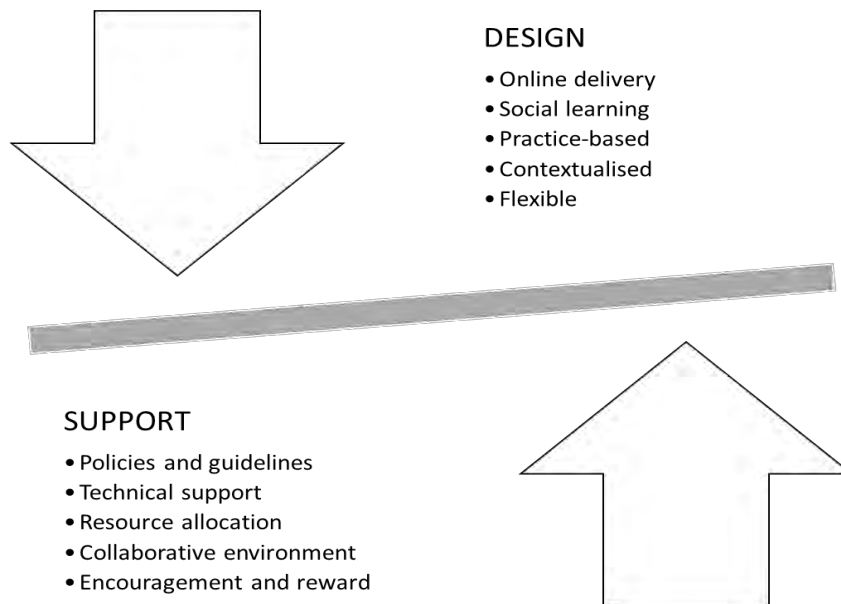 DESIGN
• Online delivery
• Social learning
• Practice-based
• Contextualised
• Flexible
SUPPORT
• Policies and guidelines
• Technical support
• Resource allocation
• Collaborative environment
• Encouragement and reward